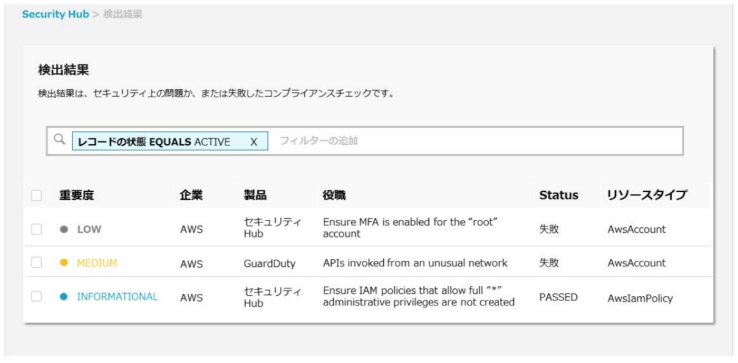 Security Hub > 検出結果
検出結果
検出結果は、セキュリティ上の問題か、または失敗したコンプライアンスチェックです。
レコードの状態 EQUALS ACTIVE X フィルターの追加
重要度 企業 製品 役職 Status リソースタイプ
LOW AWS セキュリティ Hub Ensure MFA is enabled for the “root” account 失敗 AwsAccount
MEDIUM AWS GuardDuty APIs invoked from an unusual network 失敗 AwsAccount
INFORMATIONAL AWS セキュリティ Hub Ensure IAM policies that allow full “*” administrative privileges are not created PASSED AwsIamPolicy